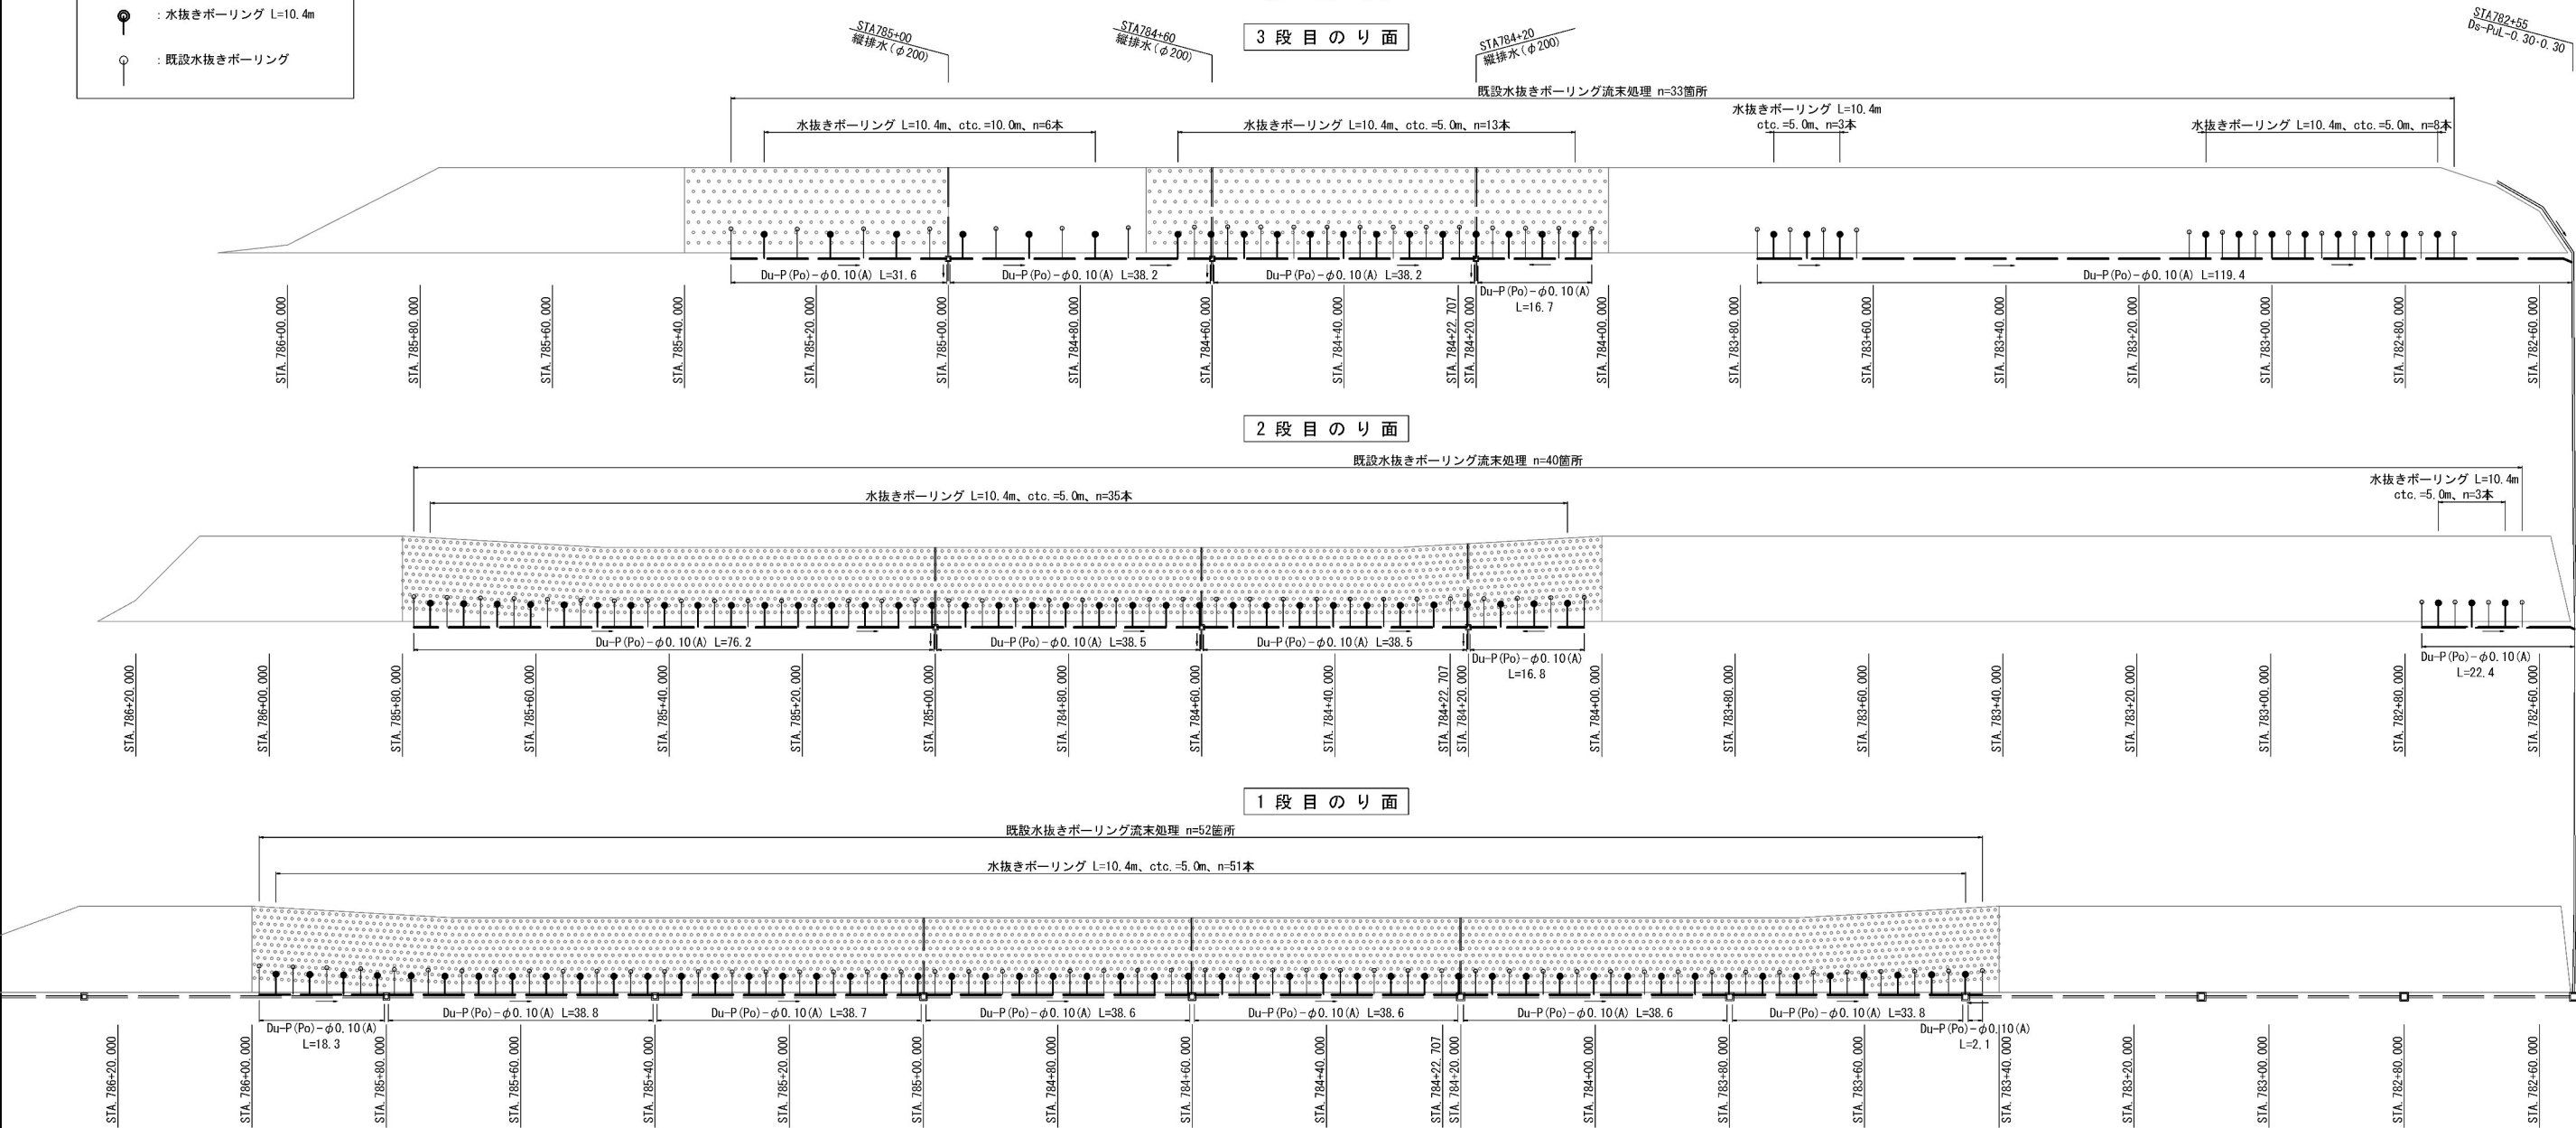 ：水抜きボーリング L=10.4m
：既設水抜きボーリング
STA785+00
縦排水(φ200)
STA784+60
縦排水(φ200)
3段目のり面
STA784+20
縦排水(φ200)
STA782+55
Ds-PuL-0.30・0.30
既設水抜きボーリング流末処理 n=33箇所
水抜きボーリング L=10.4m、ctc.=10.0m、n=6本
水抜きボーリング L=10.4m、ctc.=5.0m、n=13本
水抜きボーリング L=10.4m
ctc.=5.0m、n=3本
水抜きボーリング L=10.4m、ctc.=5.0m、n=8本
Du-P(Po)-φ0.10(A) L=31.6
Du-P(Po)-φ0.10(A) L=38.2
Du-P(Po)-φ0.10(A) L=38.2
Du-P(Po)-φ0.10(A)
L=16.7
Du-P(Po)-φ0.10(A) L=119.4
STA.786+00.000
STA.785+80.000
STA.785+60.000
STA.785+40.000
STA.785+20.000
STA.785+00.000
STA.784+80.000
STA.784+60.000
STA.784+40.000
STA.784+22.707
STA.784+20.000
STA.784+00.000
STA.783+80.000
STA.783+60.000
STA.783+40.000
STA.783+20.000
STA.783+00.000
STA.782+80.000
STA.782+60.000
2段目のり面
既設水抜きボーリング流末処理 n=40箇所
水抜きボーリング L=10.4m、ctc.=5.0m、n=35本
水抜きボーリング L=10.4m
ctc.=5.0m、n=3本
Du-P(Po)-φ0.10(A) L=76.2
Du-P(Po)-φ0.10(A) L=38.5
Du-P(Po)-φ0.10(A) L=38.5
Du-P(Po)-φ0.10(A)
L=16.8
Du-P(Po)-φ0.10(A)
L=22.4
STA.786+20.000
STA.786+00.000
STA.785+80.000
STA.785+60.000
STA.785+40.000
STA.785+20.000
STA.785+00.000
STA.784+80.000
STA.784+60.000
STA.784+40.000
STA.784+22.707
STA.784+20.000
STA.784+00.000
STA.783+80.000
STA.783+60.000
STA.783+40.000
STA.783+20.000
STA.783+00.000
STA.782+80.000
STA.782+60.000
1段目のり面
既設水抜きボーリング流末処理 n=52箇所
水抜きボーリング L=10.4m、ctc.=5.0m、n=51本
Du-P(Po)-φ0.10(A)
L=18.3
Du-P(Po)-φ0.10(A) L=38.8
Du-P(Po)-φ0.10(A) L=38.7
Du-P(Po)-φ0.10(A) L=38.6
Du-P(Po)-φ0.10(A) L=38.6
Du-P(Po)-φ0.10(A) L=38.6
Du-P(Po)-φ0.10(A) L=33.8
Du-P(Po)-φ0.10(A)
L=2.1
STA.786+20.000
STA.786+00.000
STA.785+80.000
STA.785+60.000
STA.785+40.000
STA.785+20.000
STA.785+00.000
STA.784+80.000
STA.784+60.000
STA.784+40.000
STA.784+22.707
STA.784+20.000
STA.784+00.000
STA.783+80.000
STA.783+60.000
STA.783+40.000
STA.783+20.000
STA.783+00.000
STA.782+80.000
STA.782+60.000